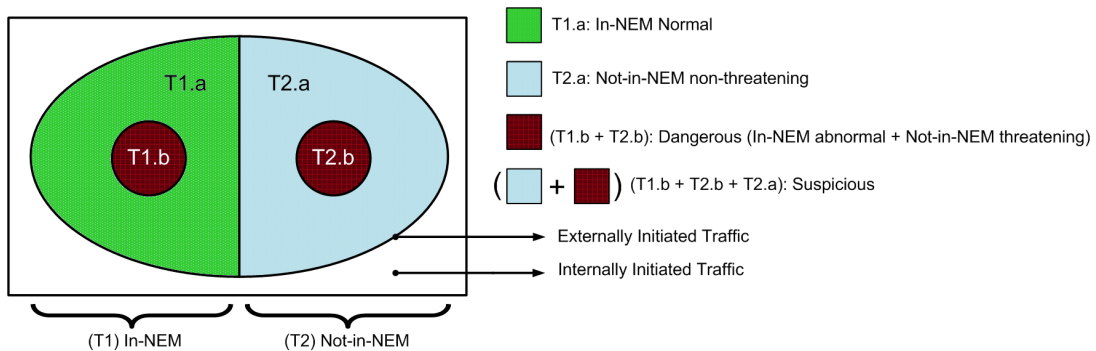 T1.a
T2.a
T1.b
T2.b
(T1) In-NEM
(T2) Not-in-NEM
T1.a: In-NEM Normal
T2.a: Not-in-NEM non-threatening
(T1.b + T2.b): Dangerous (In-NEM abnormal + Not-in-NEM threatening)
( + ) (T1.b + T2.b + T2.a): Suspicious
Externally Initiated Traffic
Internally Initiated Traffic